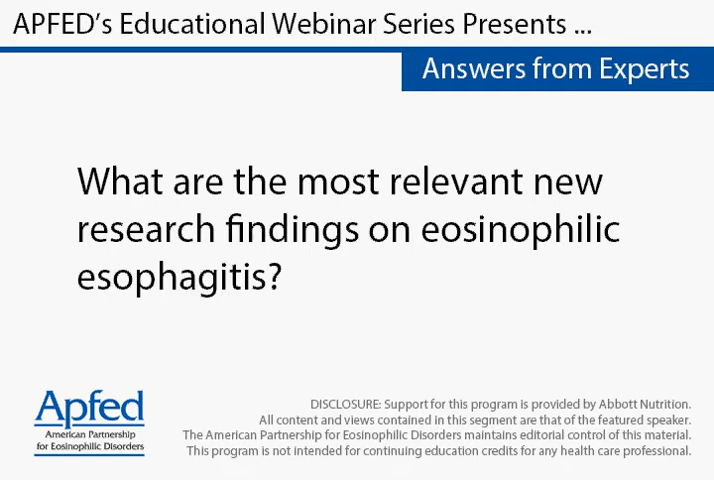 APFED’s Educational Webinar Series Presents ...
Answers from Experts
What are the most relevant new
research findings on eosinophilic
esophagitis?
Apfed
American Partnership
for Eosinophilic Disorders
DISCLOSURE: Support for this program is provided by Abbott Nutrition.
All content and views contained in this segment are that of the featured speaker.
The American Partnership for Eosinophilic Disorders maintains editorial control of this material.
This program is not intended for continuing education credits for any health care professional.